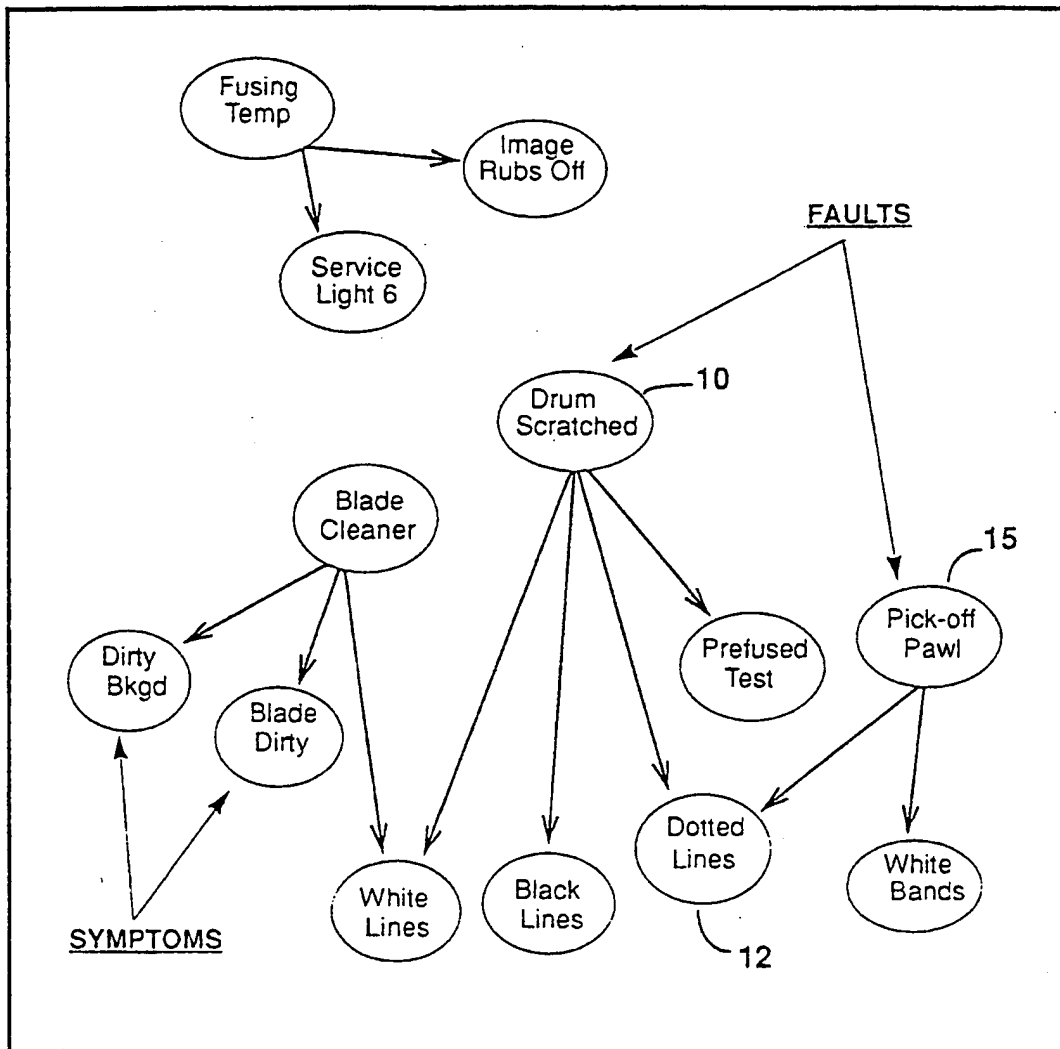 Fusing
Temp
Image
Rubs Off
FAULTS
Service
Light 6
10
Drum
Scratched
Blade
Cleaner
15
Pick-off
Pawl
Prefused
Test
Dirty
Bkgd
Blade
Dirty
Dotted
Lines
White
Bands
White
Lines
Black
Lines
SYMPTOMS
12